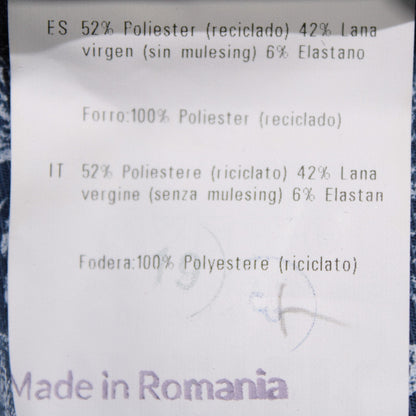 ES 52% Poliester (reciclado) 42% Lana
virgen (sin mulesing) 6% Elastano
Forro:100% Poliester (reciclado)
IT 52% Poliestere (riciclato) 42% Lana
vergine (senza mulesing) 6% Elastan
Fodera:100% Polyestere (riciclato)
Made in Romania